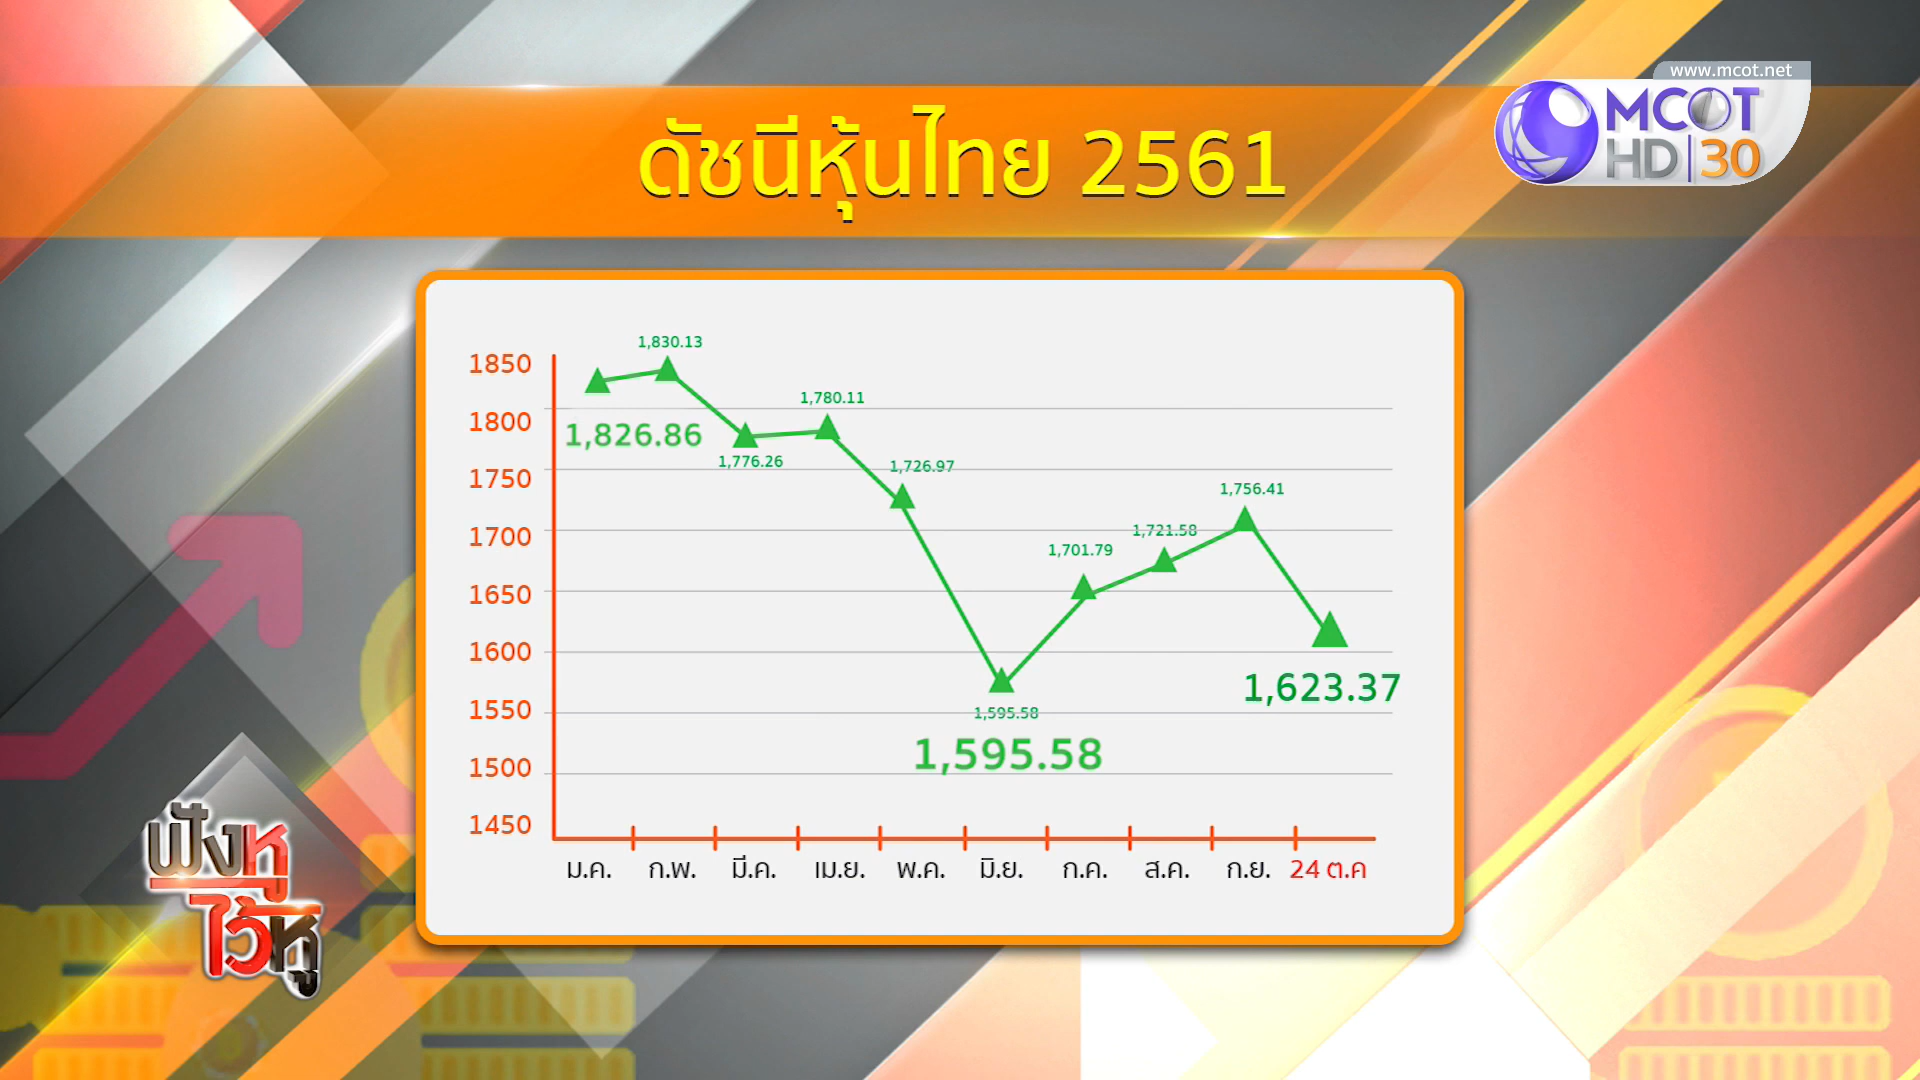 www.mcot.net
MCOT
HD 30
ดัชนีหุ้นไทย 2561
1850
1800
1750
1700
1650
1600
1550
1500
1450
1,826.86
1,830.13
1,776.26
1,780.11
1,726.97
1,595.58
1,595.58
1,701.79
1,721.58
1,756.41
1,623.37
ม.ค. ก.พ. มี.ค. เม.ย. พ.ค. มิ.ย. ก.ค. ส.ค. ก.ย. 24 ต.ค
ฟังหู
ไว้หู